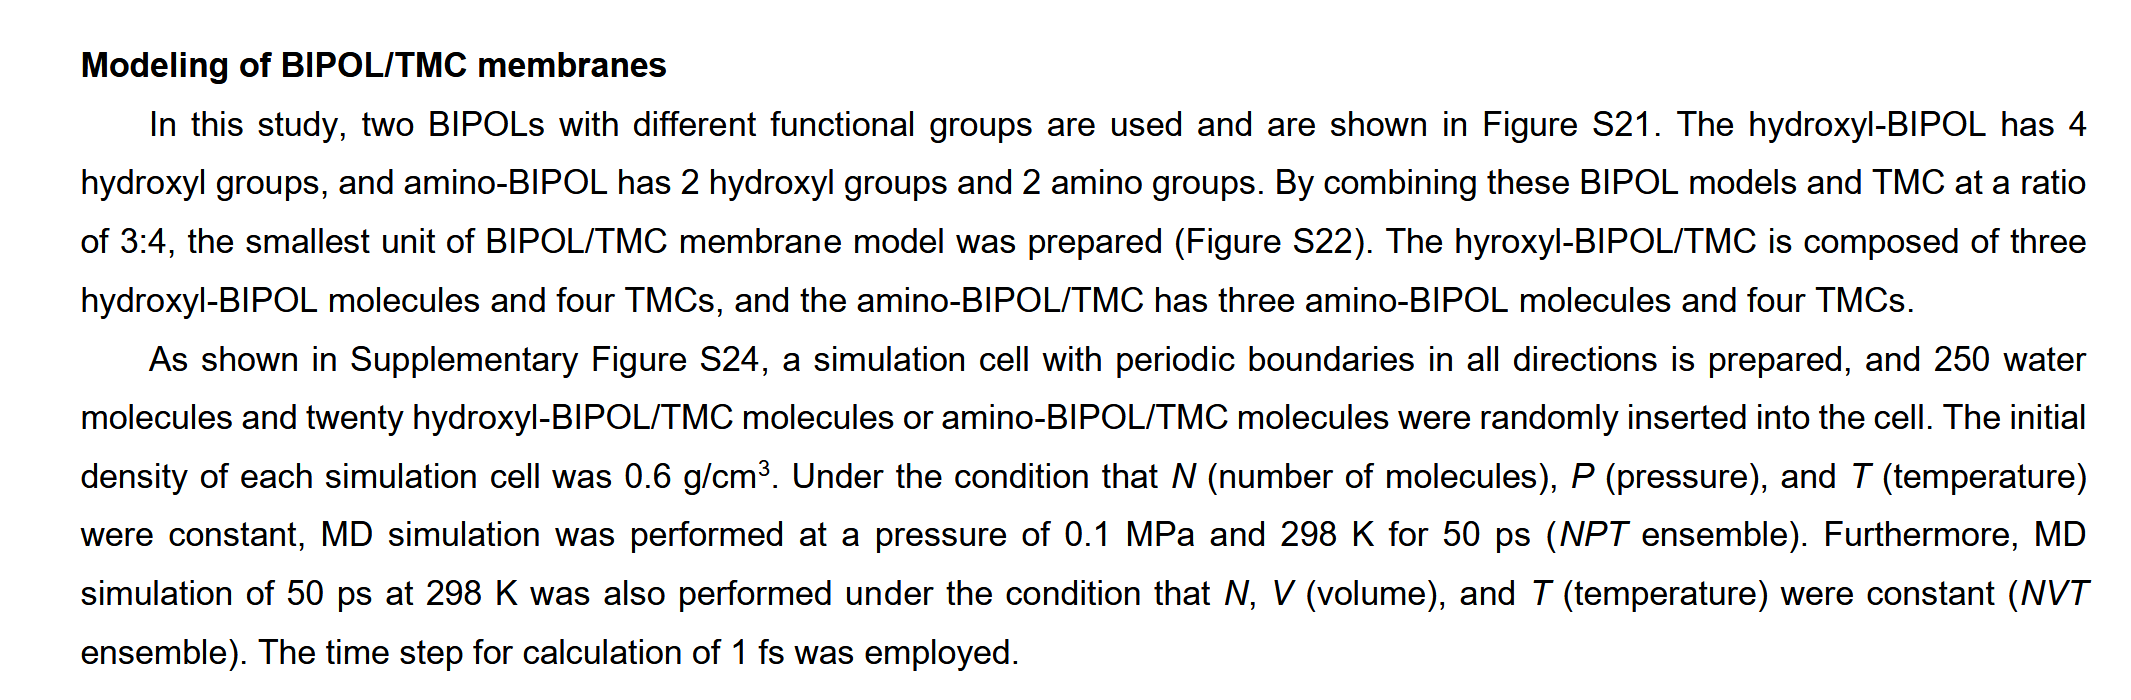 Modeling of BIPOL/TMC membranes
In this study, two BIPOLs with different functional groups are used and are shown in Figure S21. The hydroxyl-BIPOL has 4
hydroxyl groups, and amino-BIPOL has 2 hydroxyl groups and 2 amino groups. By combining these BIPOL models and TMC at a ratio
of 3:4, the smallest unit of BIPOL/TMC membrane model was prepared (Figure S22). The hyroxyl-BIPOL/TMC is composed of three
hydroxyl-BIPOL molecules and four TMCs, and the amino-BIPOL/TMC has three amino-BIPOL molecules and four TMCs.
As shown in Supplementary Figure S24, a simulation cell with periodic boundaries in all directions is prepared, and 250 water
molecules and twenty hydroxyl-BIPOL/TMC molecules or amino-BIPOL/TMC molecules were randomly inserted into the cell. The initial
density of each simulation cell was 0.6 g/cm³. Under the condition that N (number of molecules), P (pressure), and T (temperature)
were constant, MD simulation was performed at a pressure of 0.1 MPa and 298 K for 50 ps (NPT ensemble). Furthermore, MD
simulation of 50 ps at 298 K was also performed under the condition that N, V (volume), and T (temperature) were constant (NVT
ensemble). The time step for calculation of 1 fs was employed.